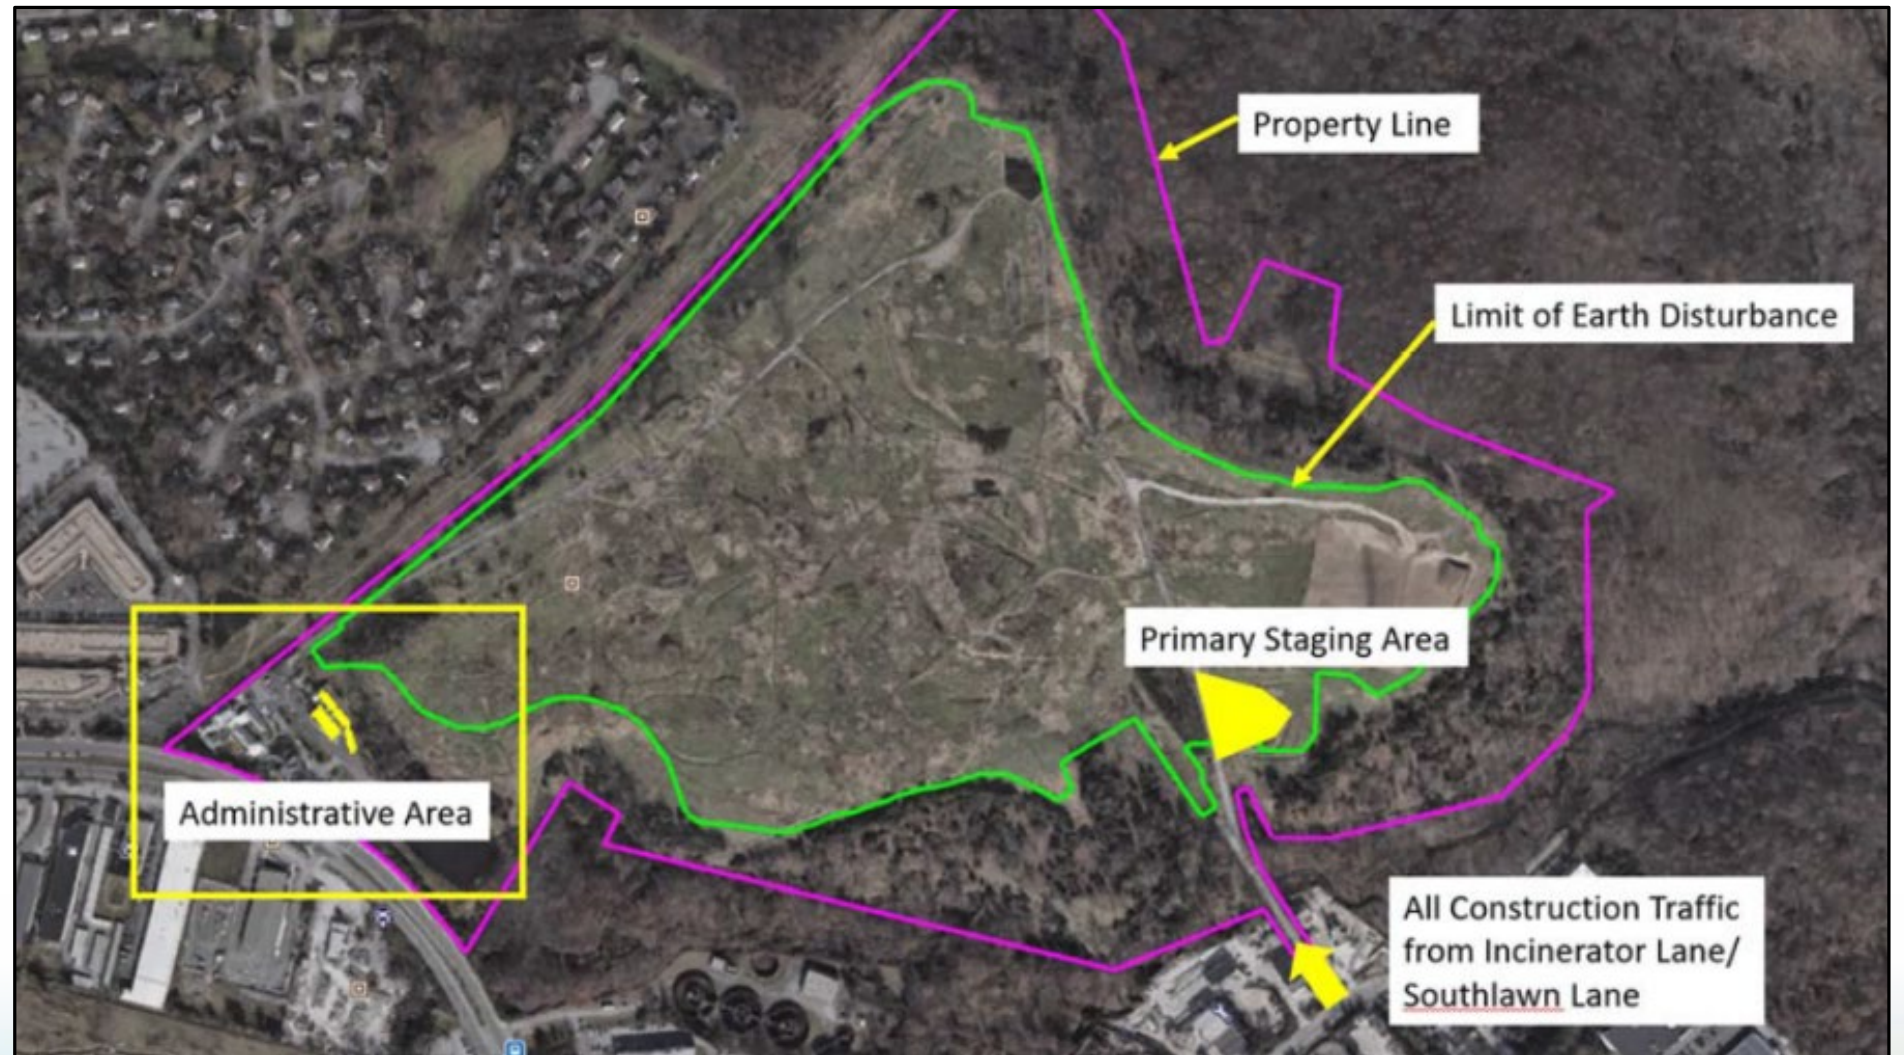 Property Line
Limit of Earth Disturbance
Primary Staging Area
Administrative Area
All Construction Traffic
from Incinerator Lane/
Southlawn Lane